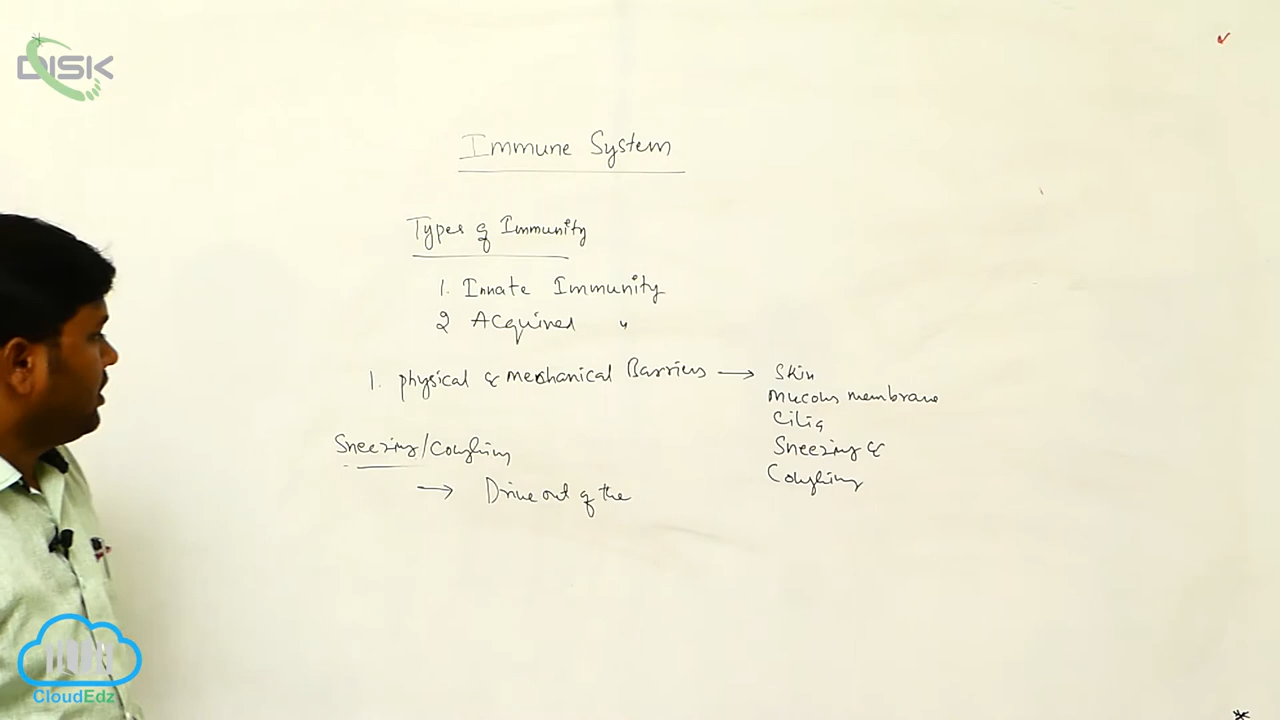 DISK
Immune System
Types of Immunity
1. Innate Immunity
2 Acquired "
1. physical & mechanical Barriers → Skin
Mucous membrane
Cilia
Sneezing &
Coughing
Sneezing/Coughing
→ Drive out of the
CloudEdz